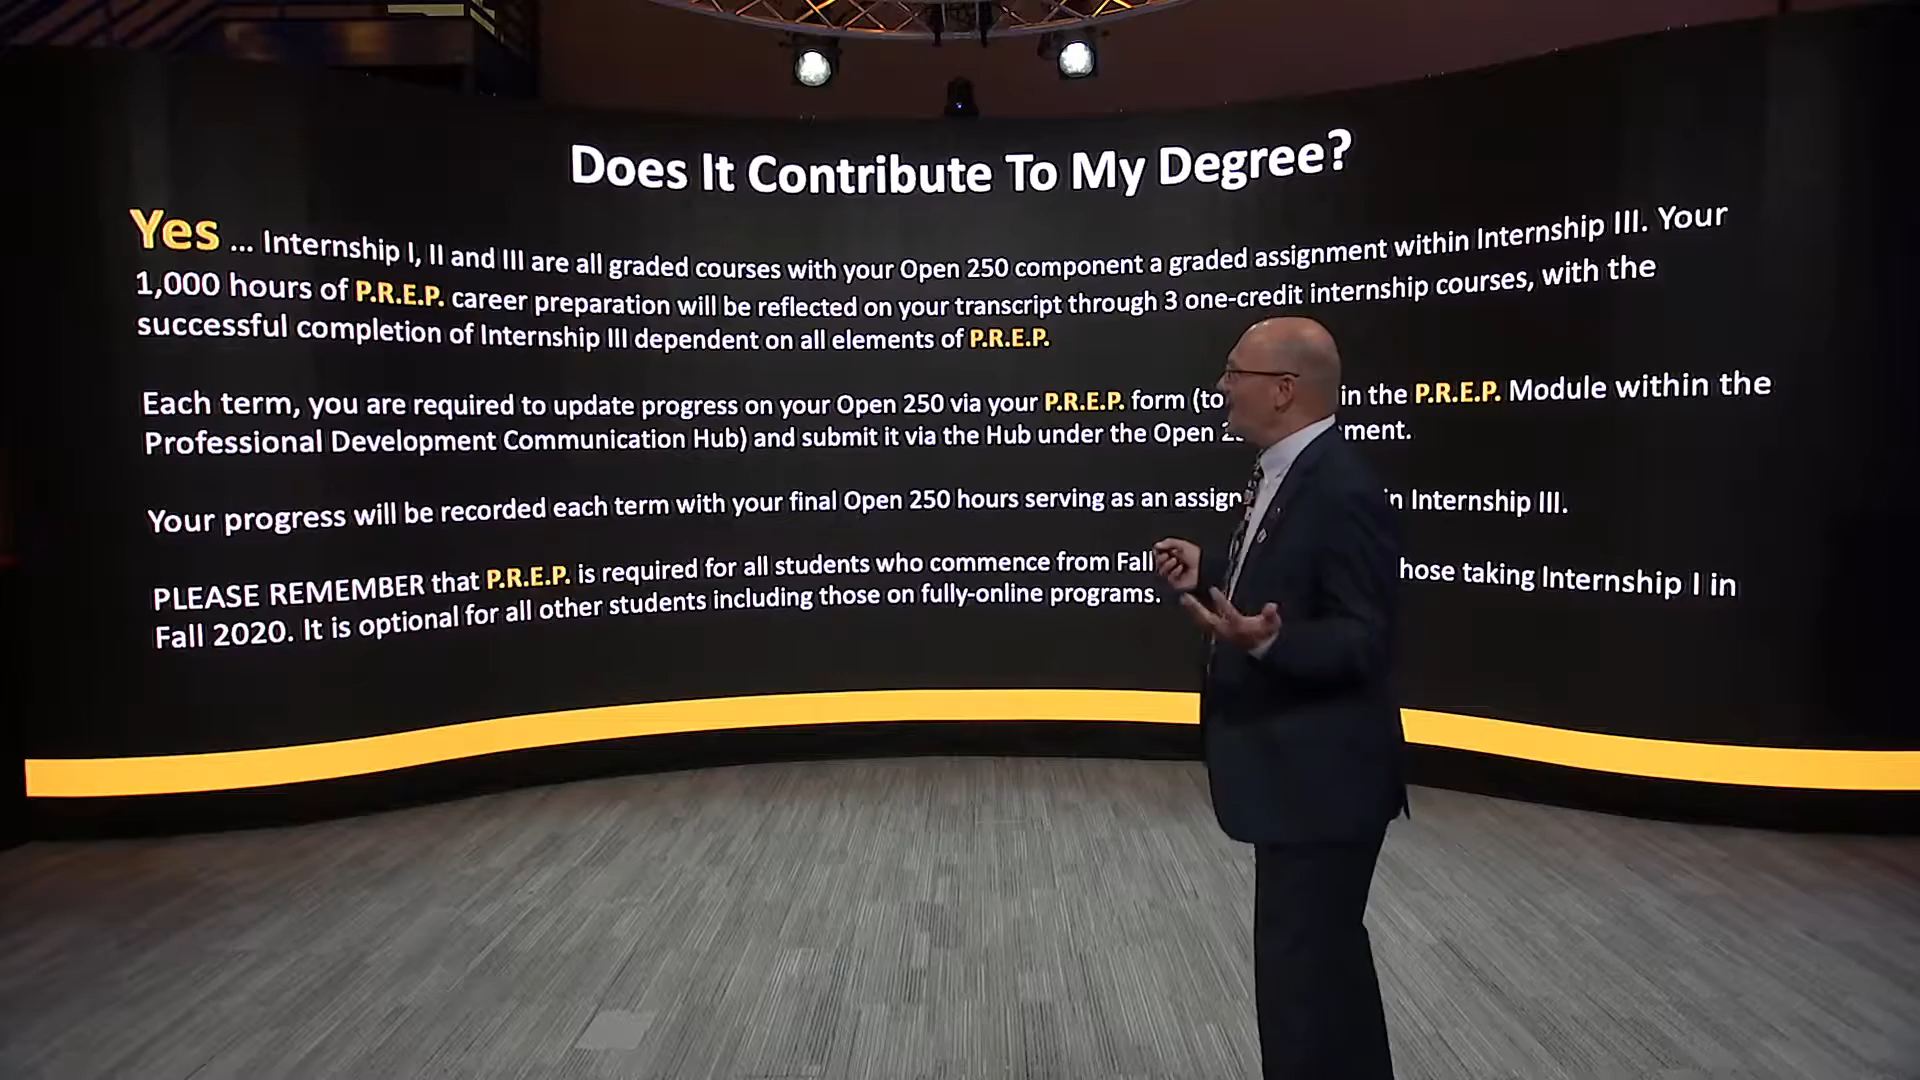 Does It Contribute To My Degree?
Yes ... Internship I, II and III are all graded courses with your Open 250 component a graded assignment within Internship III. Your
1,000 hours of P.R.E.P. career preparation will be reflected on your transcript through 3 one-credit internship courses, with the
successful completion of Internship III dependent on all elements of P.R.E.P.
Each term, you are required to update progress on your Open 250 via your P.R.E.P. form (to in the P.R.E.P. Module within the
Professional Development Communication Hub) and submit it via the Hub under the Open
Your progress will be recorded each term with your final Open 250 hours serving as an Internship III.
PLEASE REMEMBER that P.R.E.P. is required for all students who commence from Fall taking Internship I in
Fall 2020. It is optional for all other students including those on fully-online programs.